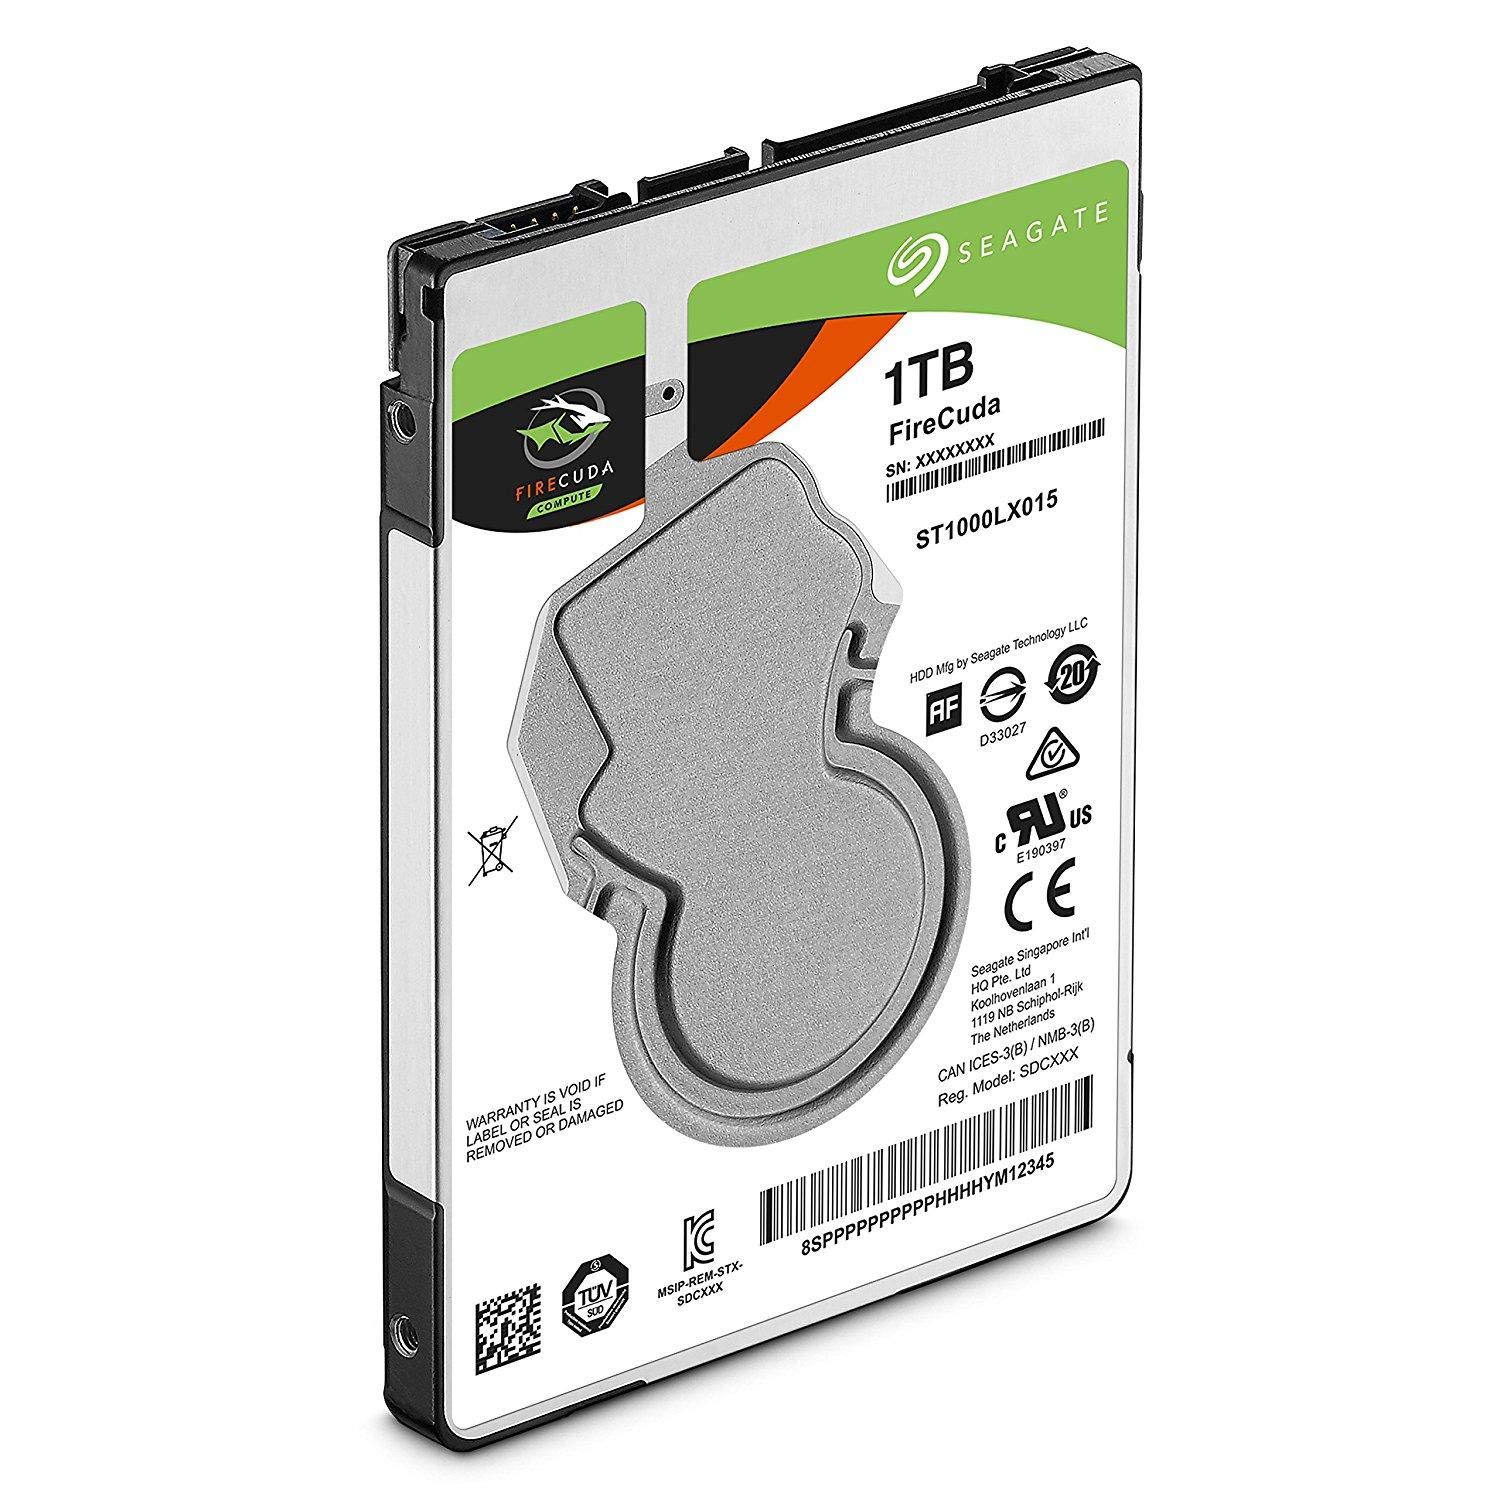 SEAGATE
FIRECUDA
COMPUTE
1TB
FireCuda
SN: XXXXXXXX
ST1000LX015
HDD Mfg by Seagate Technology LLC
AF
20
D33027
C UR® US
E190397
CE
Seagate Singapore Int'l
HQ Pte. Ltd
Koolhovenlaan 1
1119 NB Schiphol-Rijk
The Netherlands
CAN ICES-3(B) / NMB-3(B)
Reg. Model: SDCXXX
WARRANTY IS VOID IF
LABEL OR SEAL IS
REMOVED OR DAMAGED
8SPPPPPPPPPPHHHHYM12345
MSIP-REM-STX-
SDCXXX
TÜV
SÜD